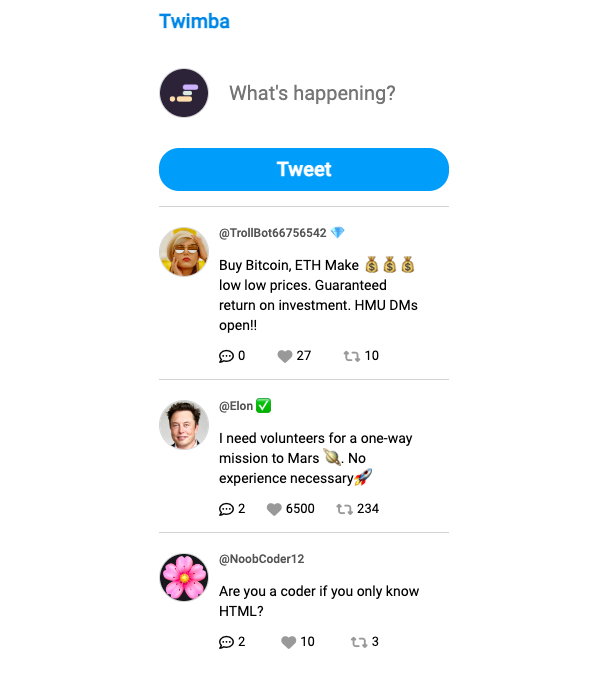 Twimba
What's happening?
Tweet
@TrollBot66756542 💎
Buy Bitcoin, ETH Make 💰💰💰
low low prices. Guaranteed
return on investment. HMU DMs
open!!
0 27 10
@Elon ✅
I need volunteers for a one-way
mission to Mars 🪐. No
experience necessary🚀
2 6500 234
@NoobCoder12
Are you a coder if you only know
HTML?
2 10 3